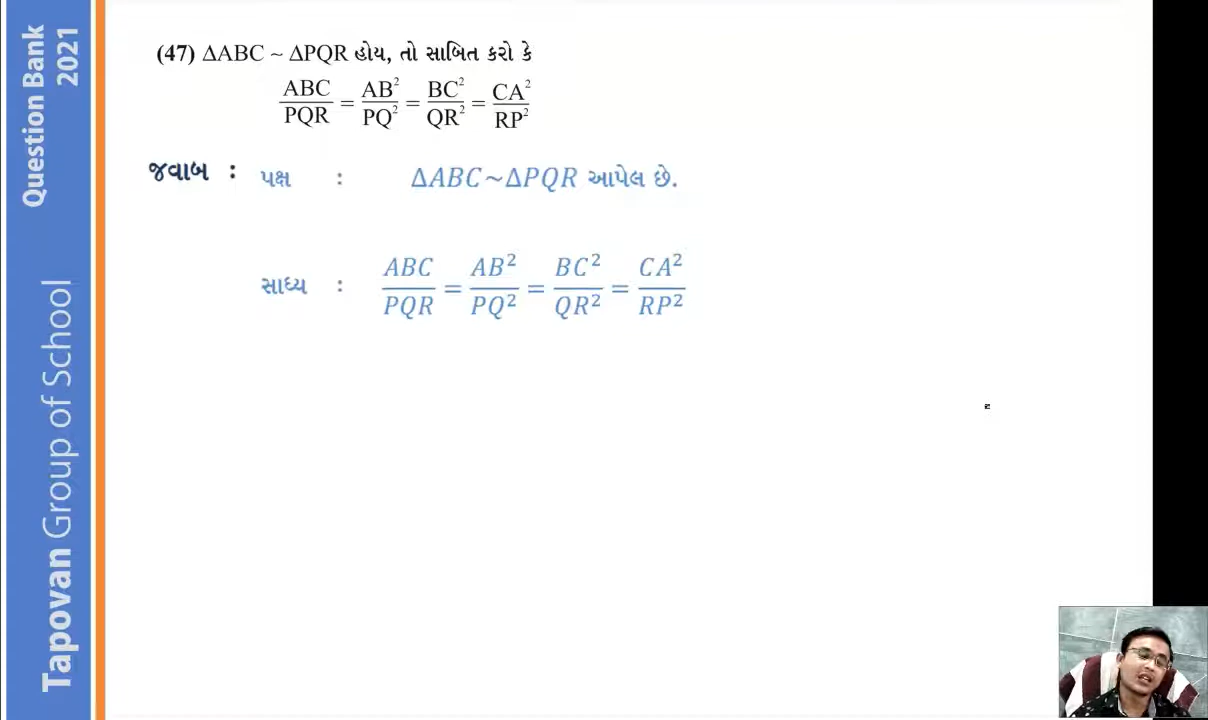 Question Bank
2021
Tapovan Group of School
(47) ΔABC ~ ΔPQR હોય, તો સાબિત કરો કે
ABC/PQR = AB²/PQ² = BC²/QR² = CA²/RP²
જવાબ : પક્ષ : ΔABC~ΔPQR આપેલ છે.
સાધ્ય : ABC/PQR = AB²/PQ² = BC²/QR² = CA²/RP²